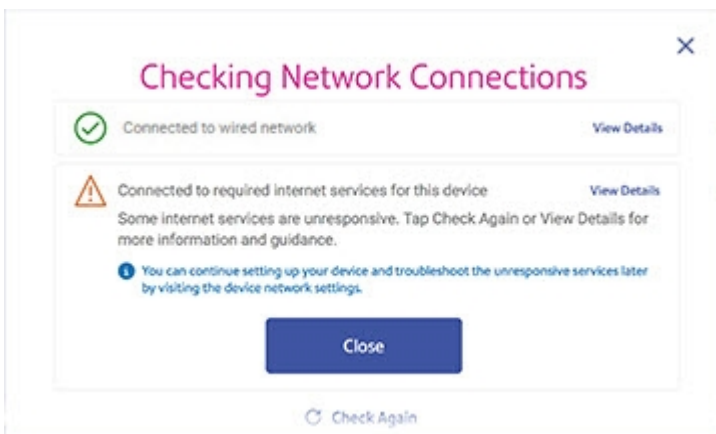 Checking Network Connections
Connected to wired network View Details
Connected to required internet services for this device View Details
Some internet services are unresponsive. Tap Check Again or View Details for
more information and guidance.
You can continue setting up your device and troubleshoot the unresponsive services later
by visiting the device network settings.
Close
Check Again